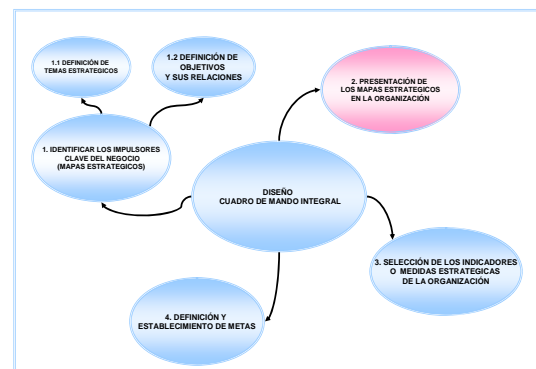 1.1 DEFINICIÓN DE
TEMAS ESTRATEGICOS
1.2 DEFINICIÓN DE
OBJETIVOS
Y SUS RELACIONES
2. PRESENTACIÓN DE
LOS MAPAS ESTRATEGICOS
EN LA ORGANIZACIÓN
1. IDENTIFICAR LOS IMPULSORES
CLAVE DEL NEGOCIO
(MAPAS ESTRATEGICOS)
DISEÑO
CUADRO DE MANDO INTEGRAL
3. SELECCIÓN DE LOS INDICADORES
O MEDIDAS ESTRATEGICAS
DE LA ORGANIZACIÓN
4. DEFINICIÓN Y
ESTABLECIMIENTO DE METAS